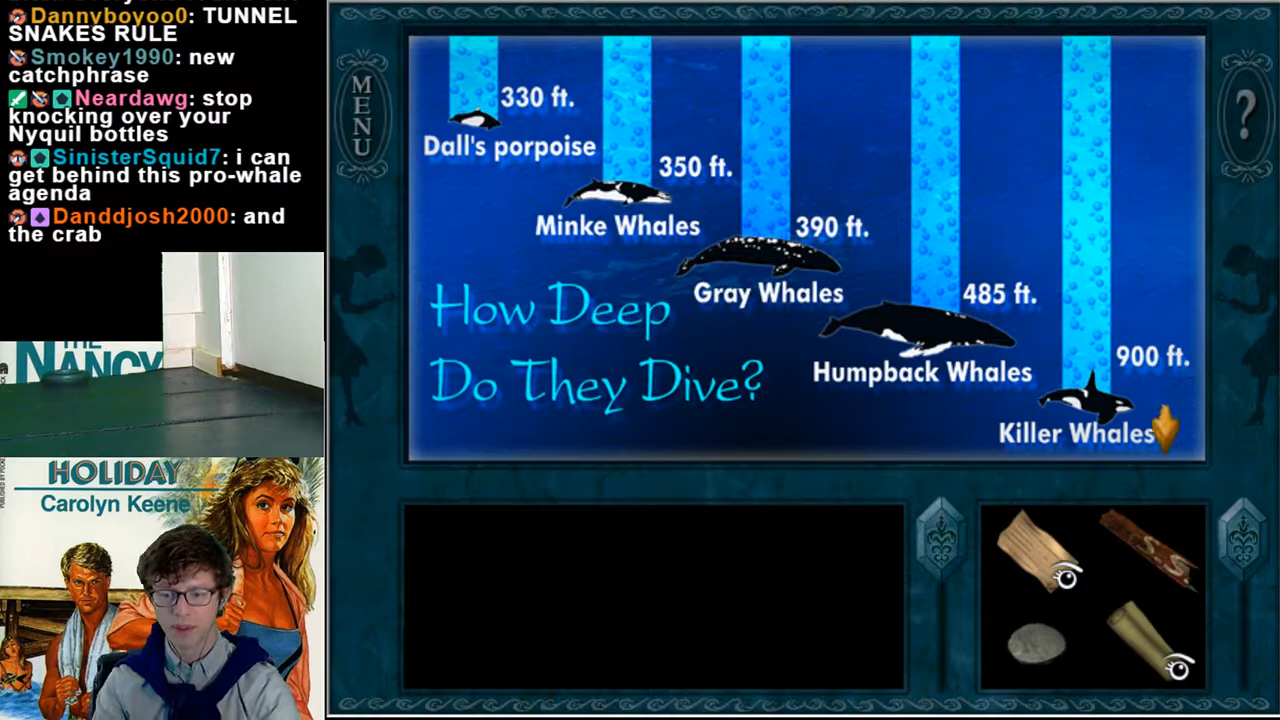 Dannyboyoo0: TUNNEL
SNAKES RULE
Smokey1990: new
catchphrase
Neardawg: stop
knocking over your
Nyquil bottles
SinisterSquid7: i can
get behind this pro-whale
agenda
Danddjosh2000: and
the crab
THE
NANCY
HOLIDAY
Carolyn Keene
MENU
?
330 ft.
Dall's porpoise
350 ft.
Minke Whales
390 ft.
Gray Whales
485 ft.
Humpback Whales
900 ft.
Killer Whales
How Deep
Do They Dive?